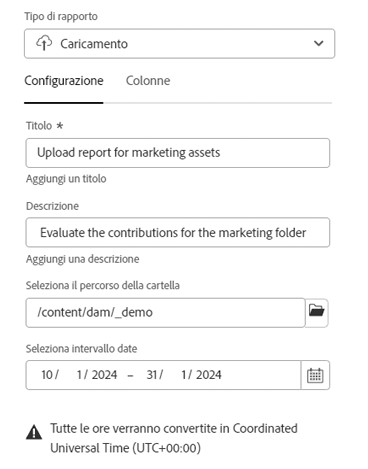 Tipo di rapporto
Caricamento
Configurazione Colonne
Titolo *
Upload report for marketing assets
Aggiungi un titolo
Descrizione
Evaluate the contributions for the marketing folder
Aggiungi una descrizione
Seleziona il percorso della cartella
/content/dam/_demo
Seleziona intervallo date
10 / 1 / 2024 – 31 / 1 / 2024
Tutte le ore verranno convertite in Coordinated
Universal Time (UTC+00:00)